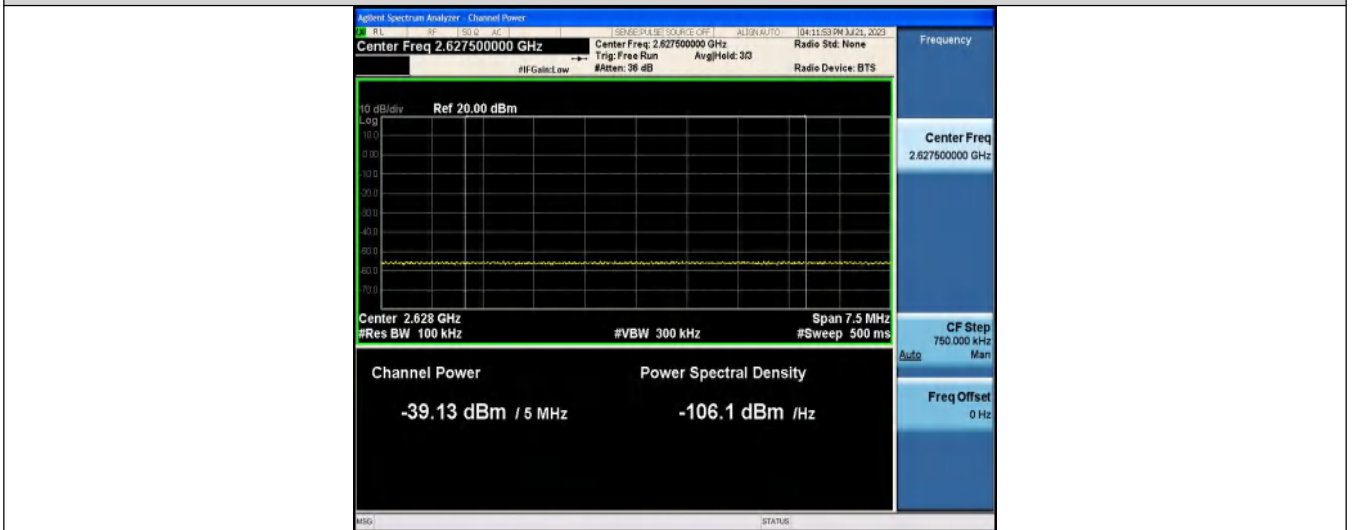 Agilent Spectrum Analyzer - Channel Power
RL RF 50 Ω AC SENSE:PULSE SOURCE OFF ALIGN AUTO 04:11:53 PM Jul 21, 2023
Center Freq 2.627500000 GHz
Center Freq: 2.627500000 GHz
Radio Std: None
Trig: Free Run Avg|Hold: 3/3
#IFGain:Low
#Atten: 36 dB
Radio Device: BTS
10 dB/div Ref 20.00 dBm
Log
10.0
0.00
-10.0
-20.0
-30.0
-40.0
-50.0
-60.0
-70.0
Center 2.628 GHz
Span 7.5 MHz
#Res BW 100 kHz
#VBW 300 kHz
#Sweep 500 ms
Channel Power
Power Spectral Density
-39.13 dBm / 5 MHz
-106.1 dBm /Hz
MSG
STATUS
Frequency
Center Freq
2.627500000 GHz
CF Step
750.000 kHz
Auto Man
Freq Offset
0 Hz